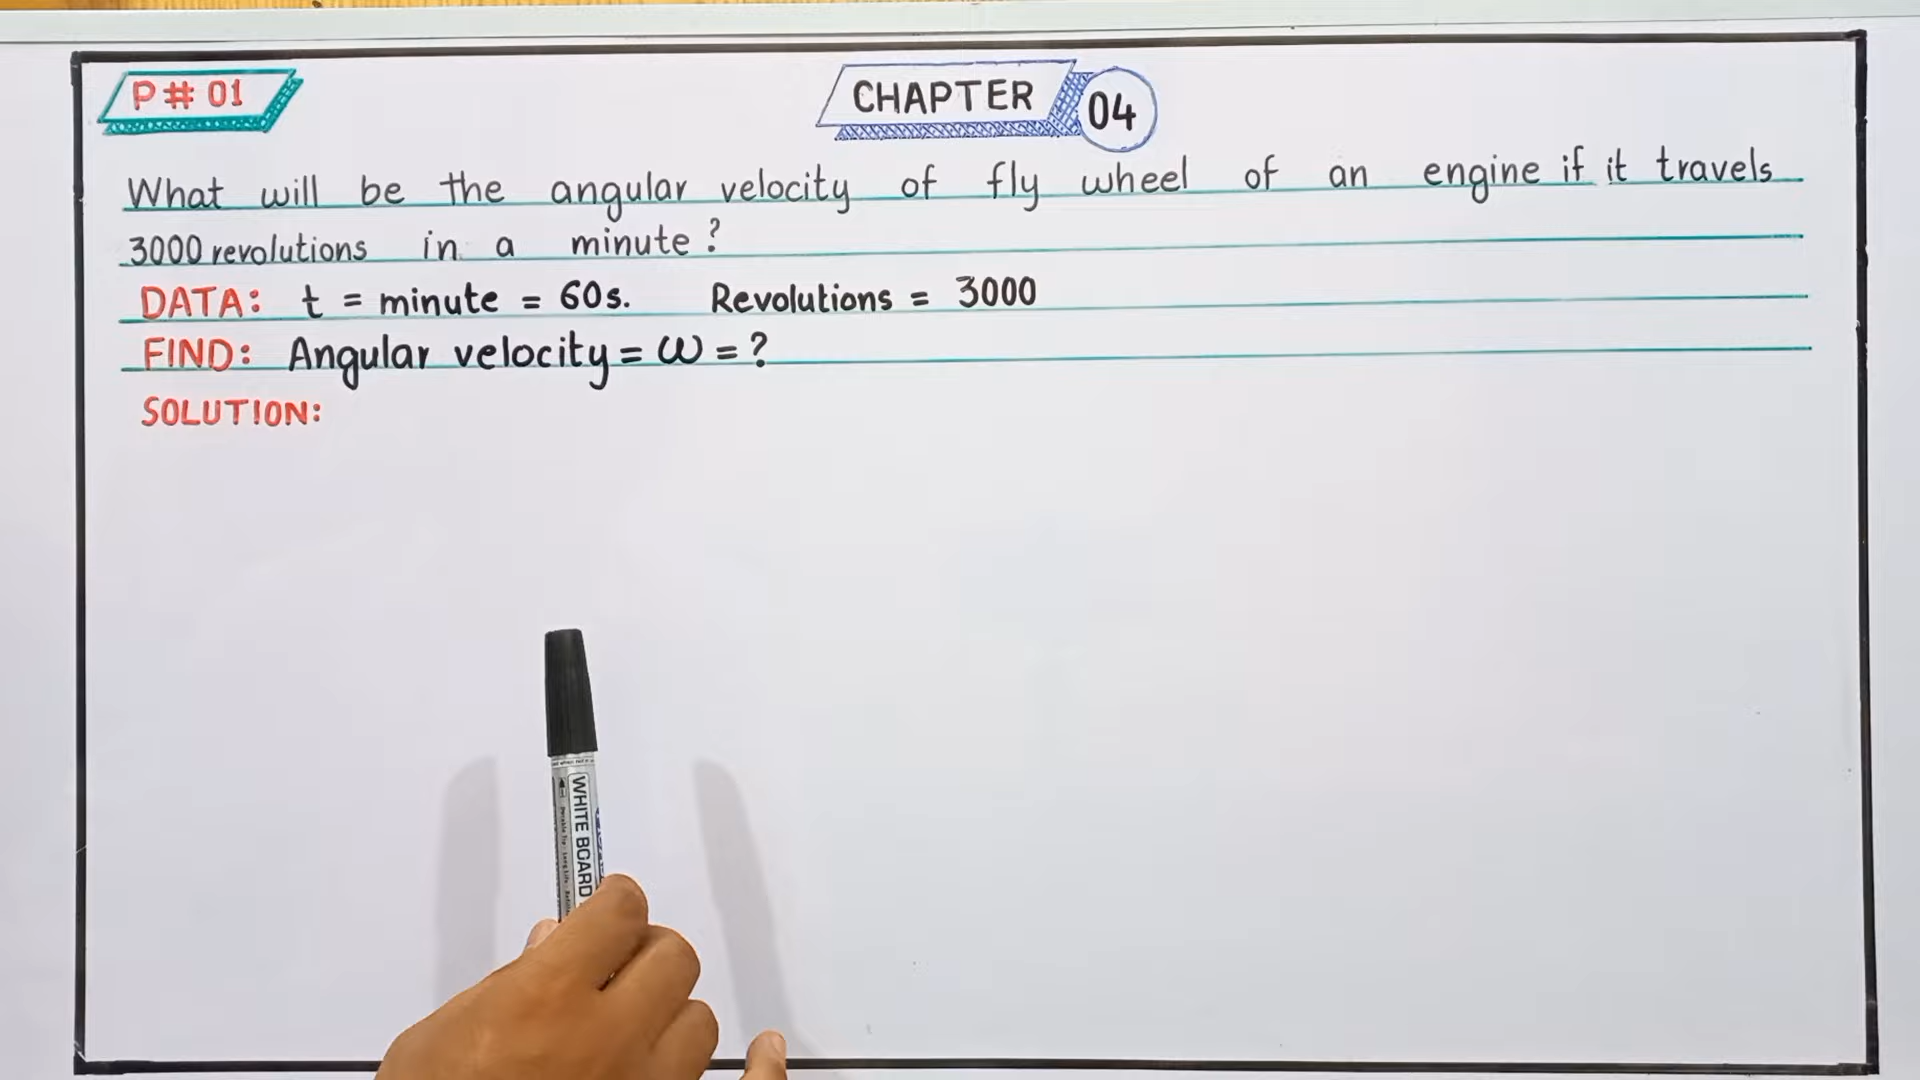 P # 01
CHAPTER 04
What will be the angular velocity of fly wheel of an engine if it travels
3000 revolutions in a minute?
DATA: t = minute = 60s. Revolutions = 3000
FIND: Angular velocity = ω = ?
SOLUTION:
WHITE BOARD